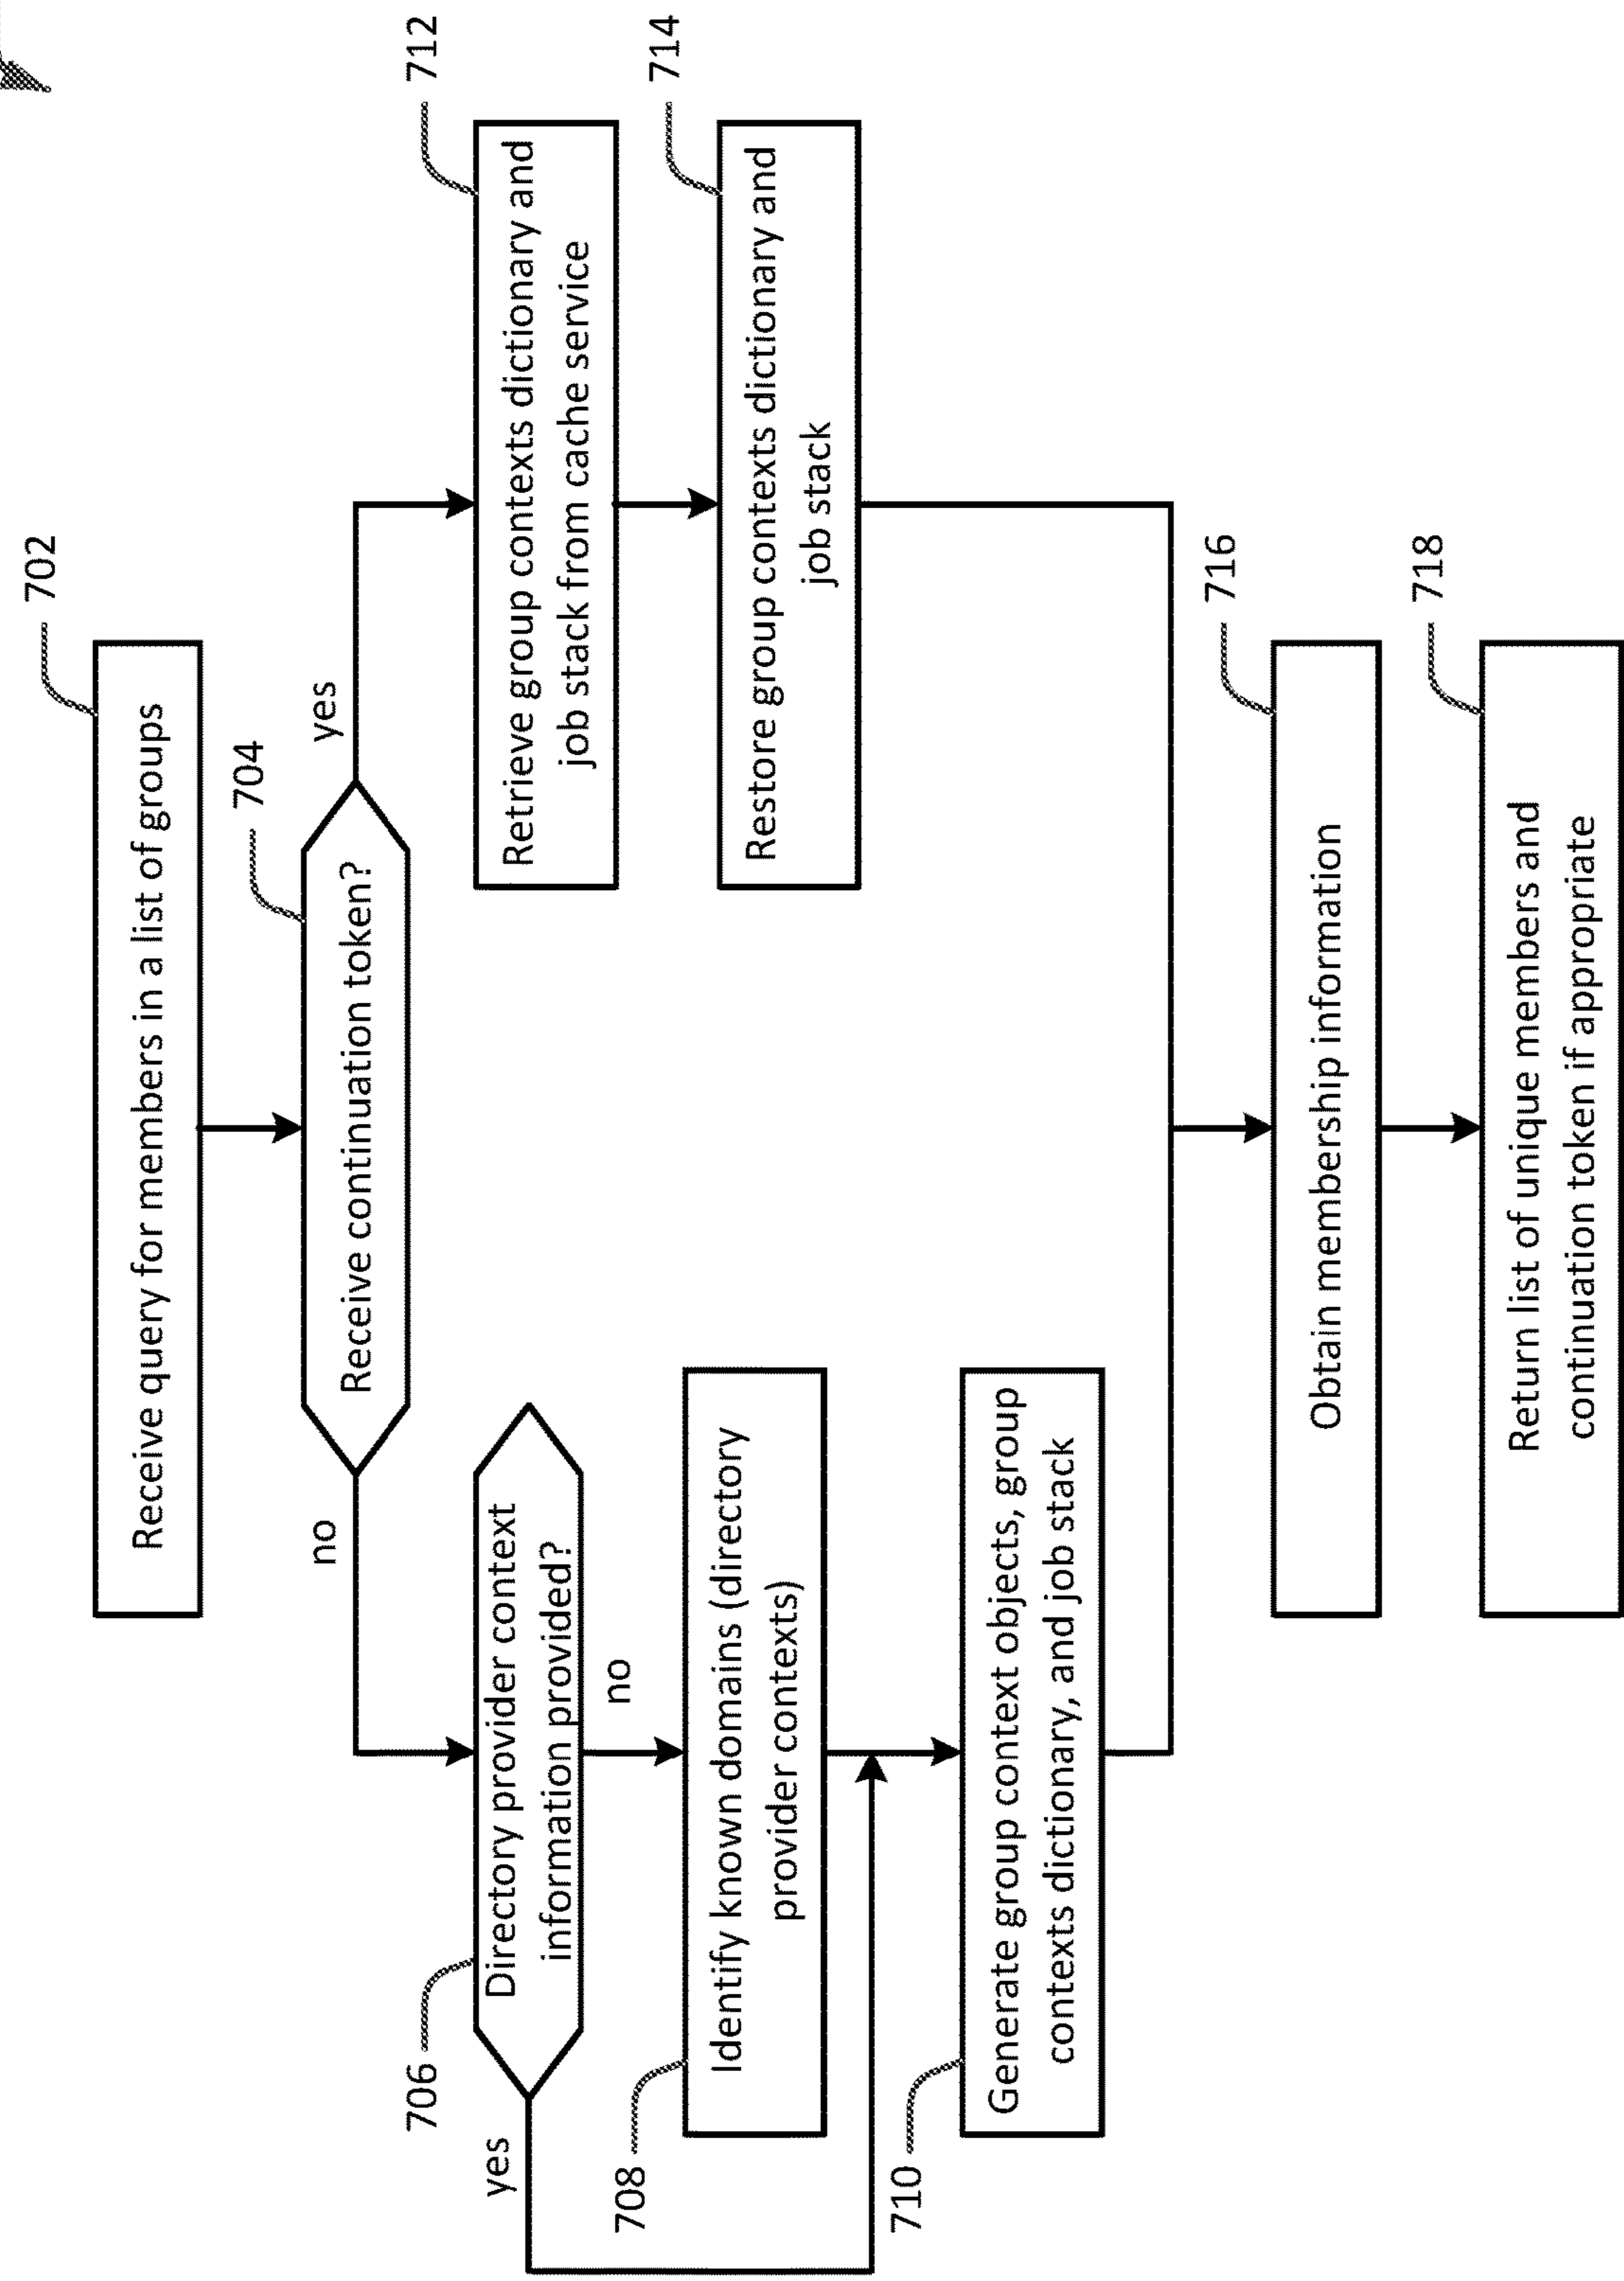 702
Receive query for members in a list of groups
704
Receive continuation token?
no
yes
706
Directory provider context
information provided?
yes
no
708
Identify known domains (directory
provider contexts)
710
Generate group context objects, group
contexts dictionary, and job stack
712
Retrieve group contexts dictionary and
job stack from cache service
714
Restore group contexts dictionary and
job stack
716
Obtain membership information
718
Return list of unique members and
continuation token if appropriate